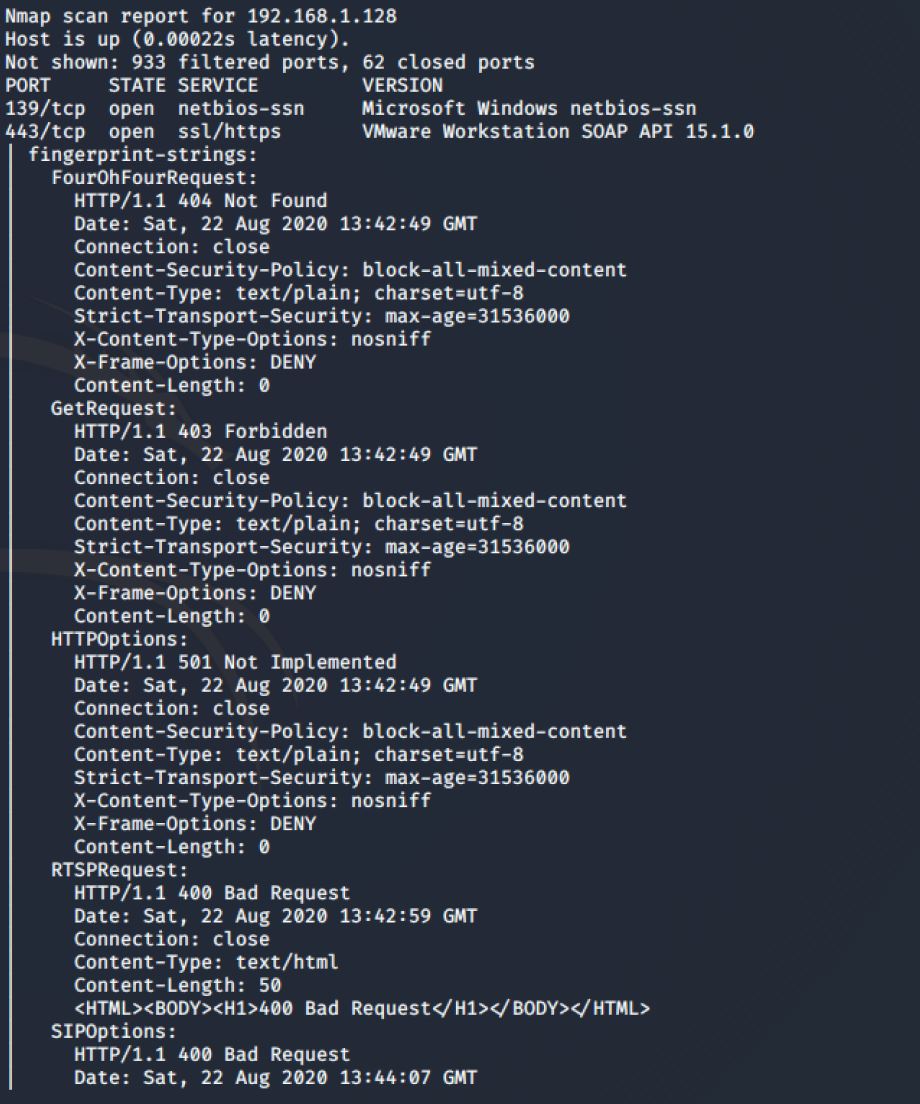 Nmap scan report for 192.168.1.128
Host is up (0.00022s latency).
Not shown: 933 filtered ports, 62 closed ports
PORT STATE SERVICE VERSION
139/tcp open netbios-ssn Microsoft Windows netbios-ssn
443/tcp open ssl/https VMware Workstation SOAP API 15.1.0
| fingerprint-strings:
| FourOhFourRequest:
| HTTP/1.1 404 Not Found
| Date: Sat, 22 Aug 2020 13:42:49 GMT
| Connection: close
| Content-Security-Policy: block-all-mixed-content
| Content-Type: text/plain; charset=utf-8
| Strict-Transport-Security: max-age=31536000
| X-Content-Type-Options: nosniff
| X-Frame-Options: DENY
| Content-Length: 0
| GetRequest:
| HTTP/1.1 403 Forbidden
| Date: Sat, 22 Aug 2020 13:42:49 GMT
| Connection: close
| Content-Security-Policy: block-all-mixed-content
| Content-Type: text/plain; charset=utf-8
| Strict-Transport-Security: max-age=31536000
| X-Content-Type-Options: nosniff
| X-Frame-Options: DENY
| Content-Length: 0
| HTTPOptions:
| HTTP/1.1 501 Not Implemented
| Date: Sat, 22 Aug 2020 13:42:49 GMT
| Connection: close
| Content-Security-Policy: block-all-mixed-content
| Content-Type: text/plain; charset=utf-8
| Strict-Transport-Security: max-age=31536000
| X-Content-Type-Options: nosniff
| X-Frame-Options: DENY
| Content-Length: 0
| RTSPRequest:
| HTTP/1.1 400 Bad Request
| Date: Sat, 22 Aug 2020 13:42:59 GMT
| Connection: close
| Content-Type: text/html
| Content-Length: 50
| <HTML><BODY><H1>400 Bad Request</H1></BODY></HTML>
| SIPOptions:
| HTTP/1.1 400 Bad Request
| Date: Sat, 22 Aug 2020 13:44:07 GMT